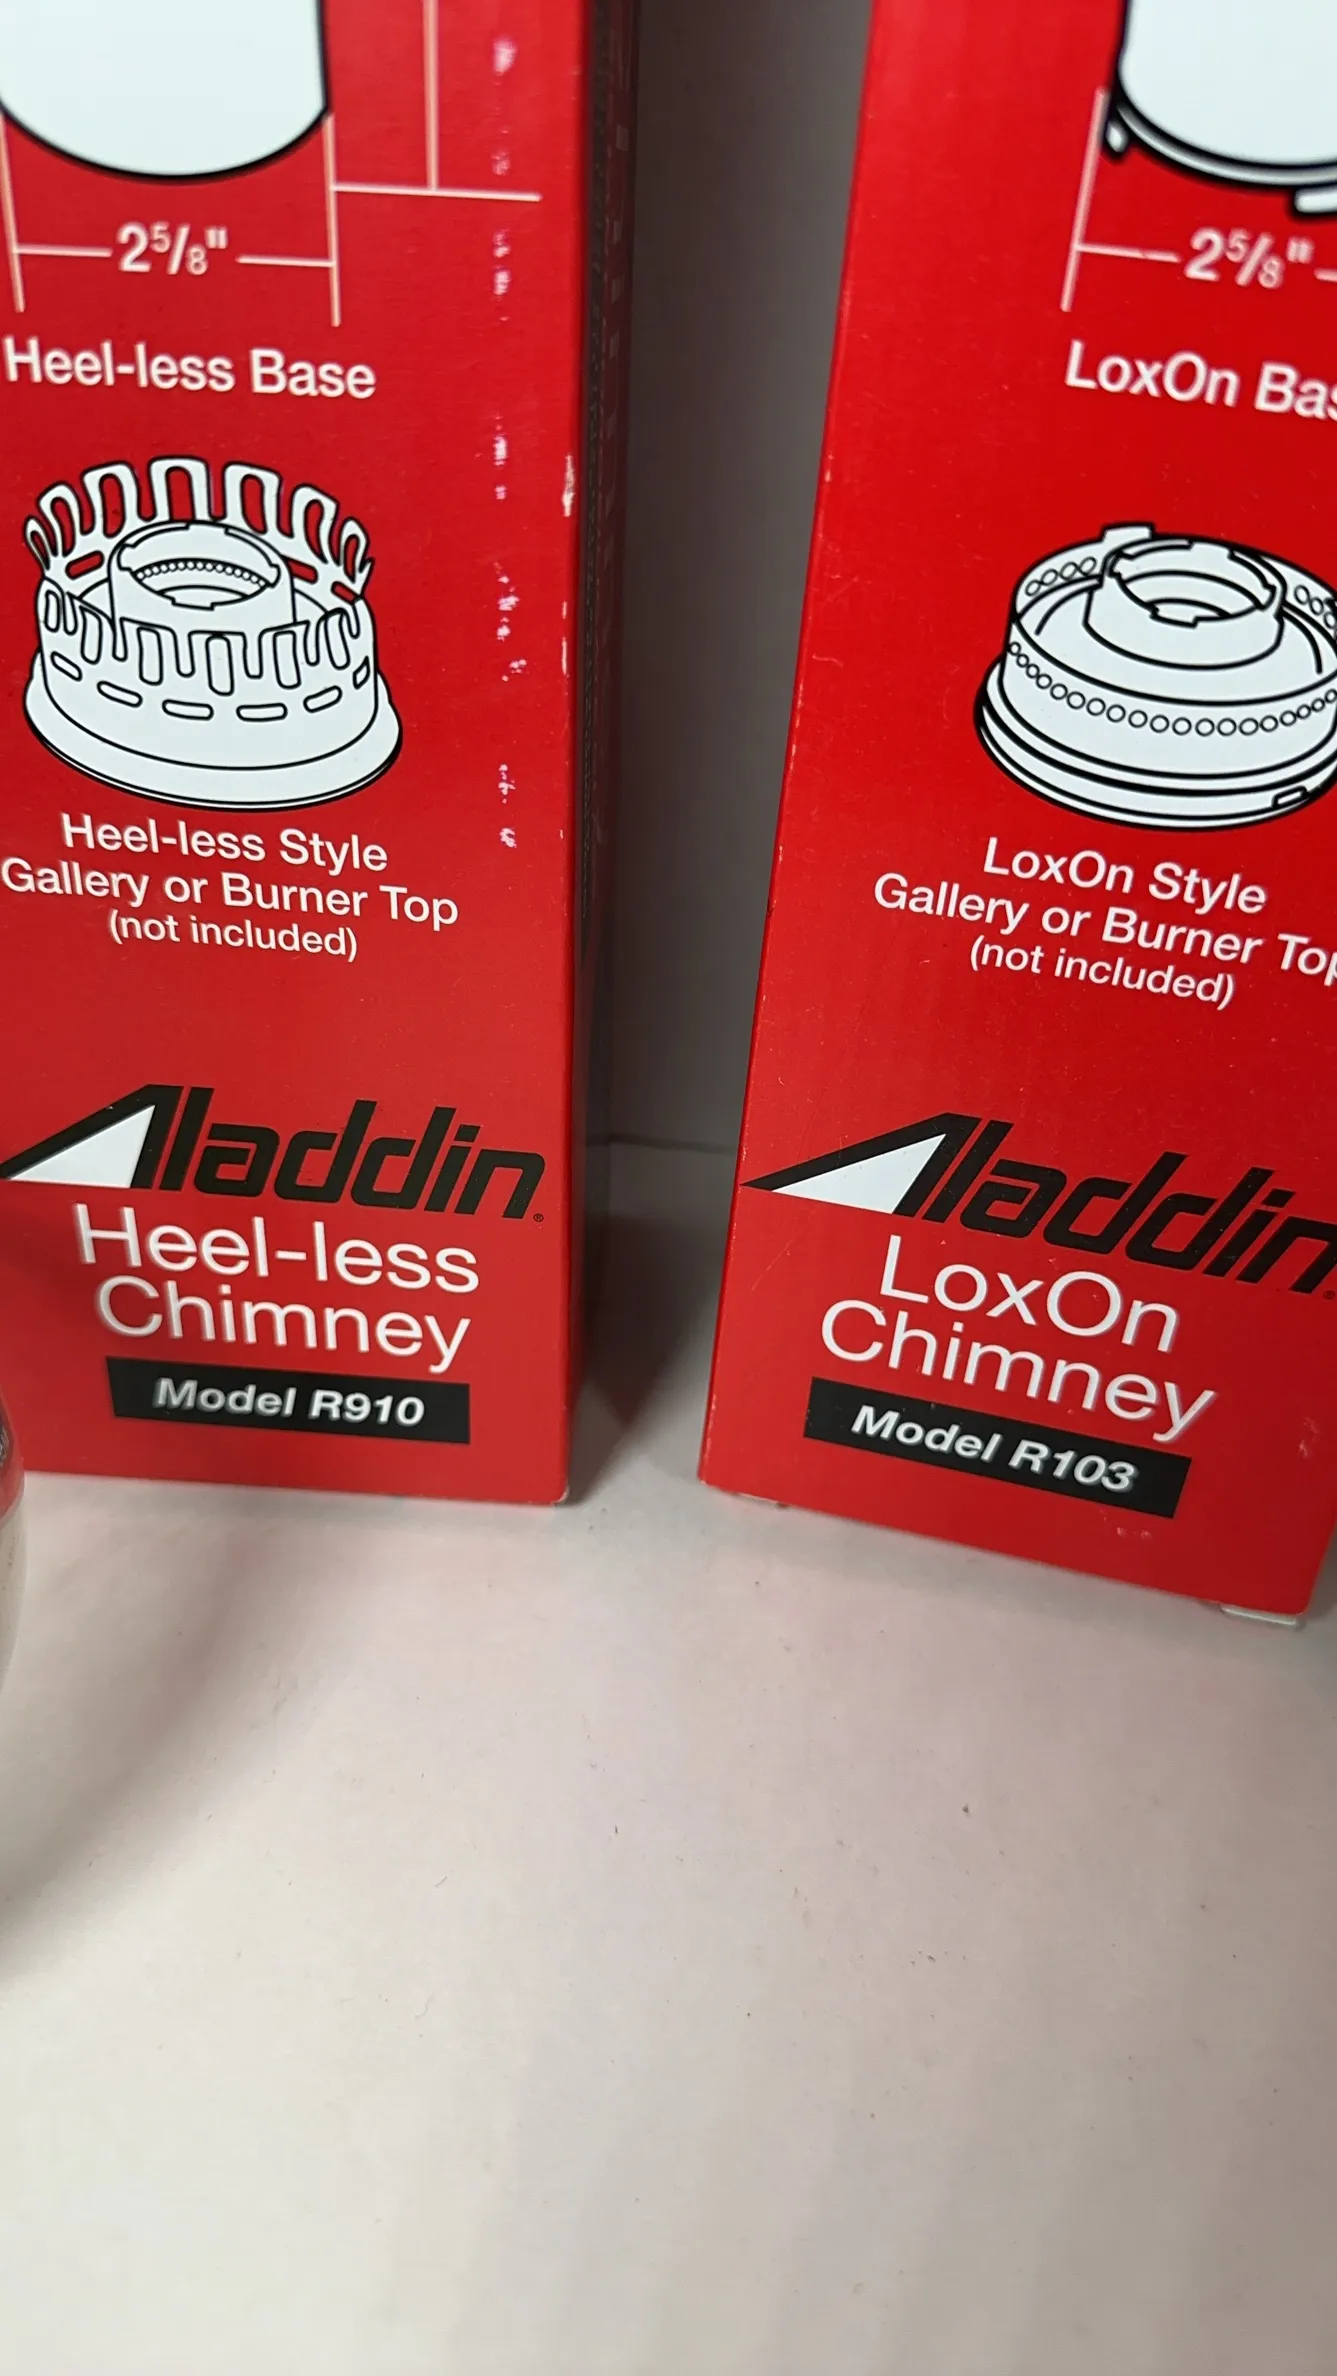 2⅝"
Heel-less Base
Heel-less Style
Gallery or Burner Top
(not included)
Aladdin®
Heel-less
Chimney
Model R910
2⅝"
LoxOn Bas
LoxOn Style
Gallery or Burner Top
(not included)
Aladdin
LoxOn
Chimney
Model R103